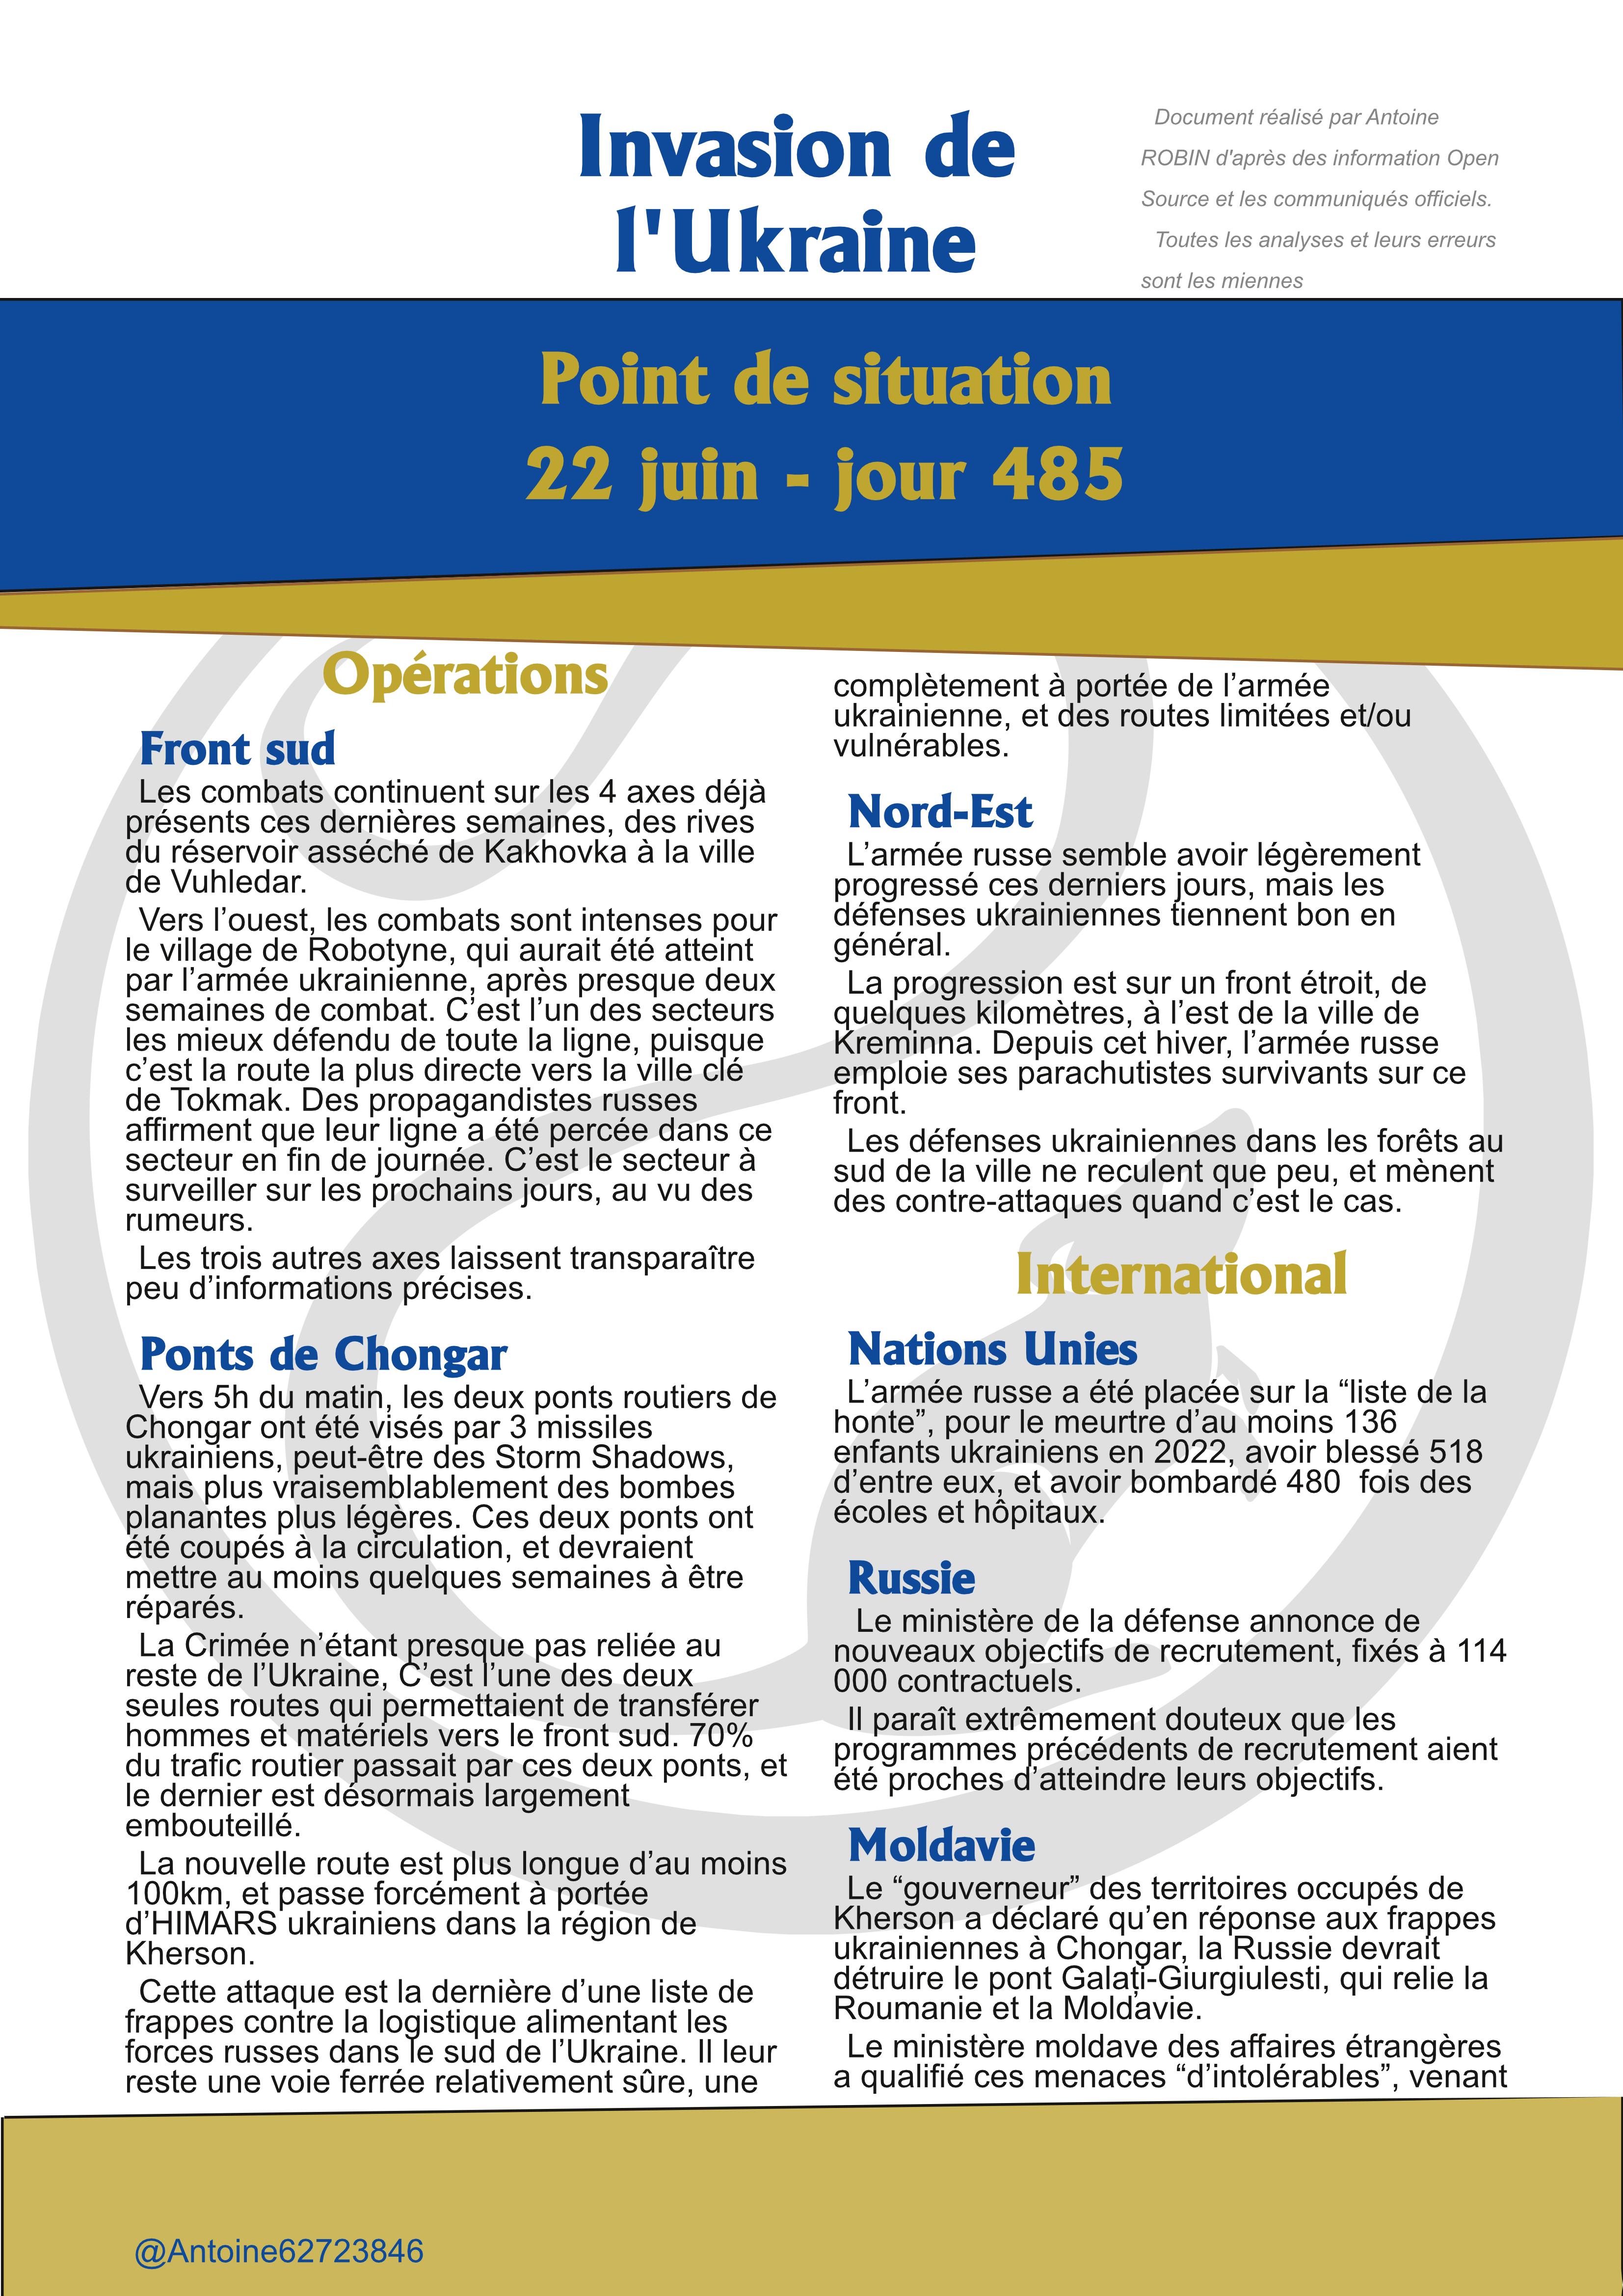 Invasion de
l'Ukraine
Document réalisé par Antoine
ROBIN d'après des information Open
Source et les communiqués officiels.
Toutes les analyses et leurs erreurs
sont les miennes
Point de situation
22 juin - jour 485
Opérations
Front sud
Les combats continuent sur les 4 axes déjà
présents ces dernières semaines, des rives
du réservoir asséché de Kakhovka à la ville
de Vuhledar.
Vers l’ouest, les combats sont intenses pour
le village de Robotyne, qui aurait été atteint
par l’armée ukrainienne, après presque deux
semaines de combat. C’est l’un des secteurs
les mieux défendu de toute la ligne, puisque
c’est la route la plus directe vers la ville clé
de Tokmak. Des propagandistes russes
affirment que leur ligne a été percée dans ce
secteur en fin de journée. C’est le secteur à
surveiller sur les prochains jours, au vu des
rumeurs.
Les trois autres axes laissent transparaître
peu d’informations précises.
Ponts de Chongar
Vers 5h du matin, les deux ponts routiers de
Chongar ont été visés par 3 missiles
ukrainiens, peut-être des Storm Shadows,
mais plus vraisemblablement des bombes
planantes plus légères. Ces deux ponts ont
été coupés à la circulation, et devraient
mettre au moins quelques semaines à être
réparés.
La Crimée n’étant presque pas reliée au
reste de l’Ukraine, C’est l’une des deux
seules routes qui permettaient de transférer
hommes et matériels vers le front sud. 70%
du trafic routier passait par ces deux ponts, et
le dernier est désormais largement
embouteillé.
La nouvelle route est plus longue d’au moins
100km, et passe forcément à portée
d’HIMARS ukrainiens dans la région de
Kherson.
Cette attaque est la dernière d’une liste de
frappes contre la logistique alimentant les
forces russes dans le sud de l’Ukraine. Il leur
reste une voie ferrée relativement sûre, une
complètement à portée de l’armée
ukrainienne, et des routes limitées et/ou
vulnérables.
Nord-Est
L’armée russe semble avoir légèrement
progressé ces derniers jours, mais les
défenses ukrainiennes tiennent bon en
général.
La progression est sur un front étroit, de
quelques kilomètres, à l’est de la ville de
Kreminna. Depuis cet hiver, l’armée russe
emploie ses parachutistes survivants sur ce
front.
Les défenses ukrainiennes dans les forêts au
sud de la ville ne reculent que peu, et mènent
des contre-attaques quand c’est le cas.
International
Nations Unies
L’armée russe a été placée sur la “liste de la
honte”, pour le meurtre d’au moins 136
enfants ukrainiens en 2022, avoir blessé 518
d’entre eux, et avoir bombardé 480 fois des
écoles et hôpitaux.
Russie
Le ministère de la défense annonce de
nouveaux objectifs de recrutement, fixés à 114
000 contractuels.
Il paraît extrêmement douteux que les
programmes précédents de recrutement aient
été proches d’atteindre leurs objectifs.
Moldavie
Le “gouverneur” des territoires occupés de
Kherson a déclaré qu’en réponse aux frappes
ukrainiennes à Chongar, la Russie devrait
détruire le pont Galați-Giurgiulesti, qui relie la
Roumanie et la Moldavie.
Le ministère moldave des affaires étrangères
a qualifié ces menaces “d’intolérables”, venant
@Antoine62723846